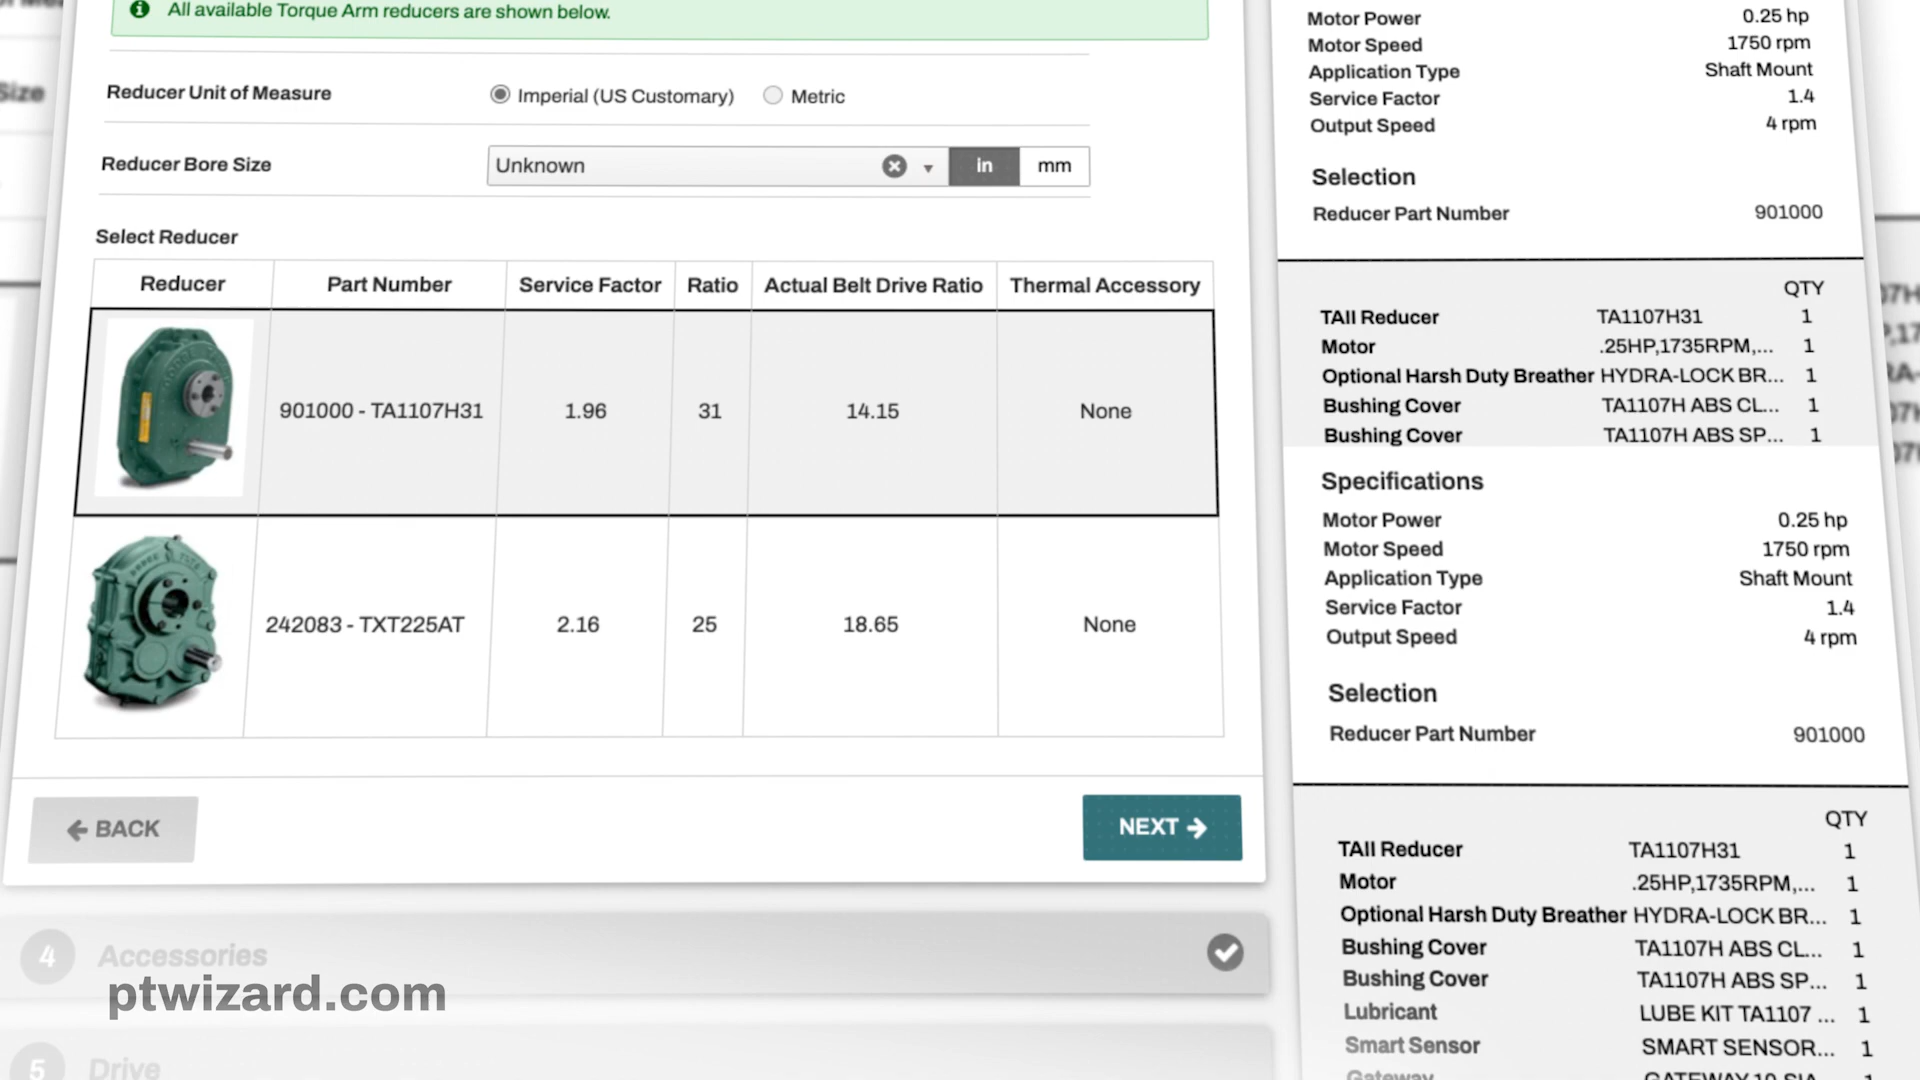 All available Torque Arm reducers are shown below.
Reducer Unit of Measure
Imperial (US Customary)
Metric
Reducer Bore Size
Unknown
in
mm
Select Reducer
Reducer Part Number Service Factor Ratio Actual Belt Drive Ratio Thermal Accessory
901000 - TA1107H31 1.96 31 14.15 None
242083 - TXT225AT 2.16 25 18.65 None
BACK
NEXT
4 Accessories
ptwizard.com
5 Drive
Motor Power 0.25 hp
Motor Speed 1750 rpm
Application Type Shaft Mount
Service Factor 1.4
Output Speed 4 rpm
Selection
Reducer Part Number 901000
QTY
TAII Reducer TA1107H31 1
Motor .25HP,1735RPM,... 1
Optional Harsh Duty Breather HYDRA-LOCK BR... 1
Bushing Cover TA1107H ABS CL... 1
Bushing Cover TA1107H ABS SP... 1
Specifications
Motor Power 0.25 hp
Motor Speed 1750 rpm
Application Type Shaft Mount
Service Factor 1.4
Output Speed 4 rpm
Selection
Reducer Part Number 901000
QTY
TAII Reducer TA1107H31 1
Motor .25HP,1735RPM,... 1
Optional Harsh Duty Breather HYDRA-LOCK BR... 1
Bushing Cover TA1107H ABS CL... 1
Bushing Cover TA1107H ABS SP... 1
Lubricant LUBE KIT TA1107 ... 1
Smart Sensor SMART SENSOR... 1
Gateway
Size